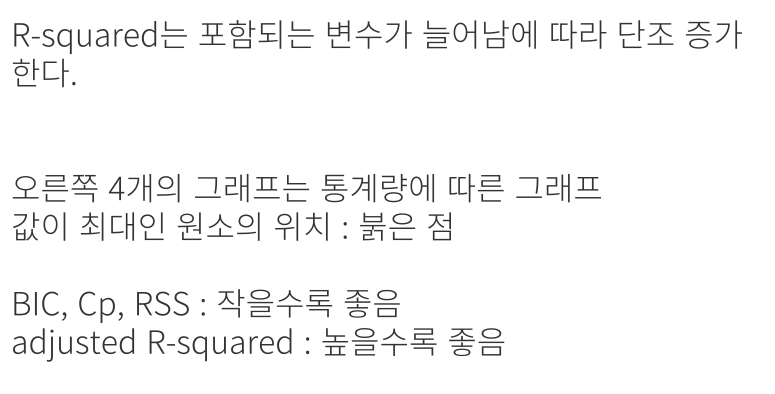 R-squared는 포함되는 변수가 늘어남에 따라 단조 증가
한다.
오른쪽 4개의 그래프는 통계량에 따른 그래프
값이 최대인 원소의 위치 : 붉은 점
BIC, Cp, RSS : 작을수록 좋음
adjusted R-squared : 높을수록 좋음